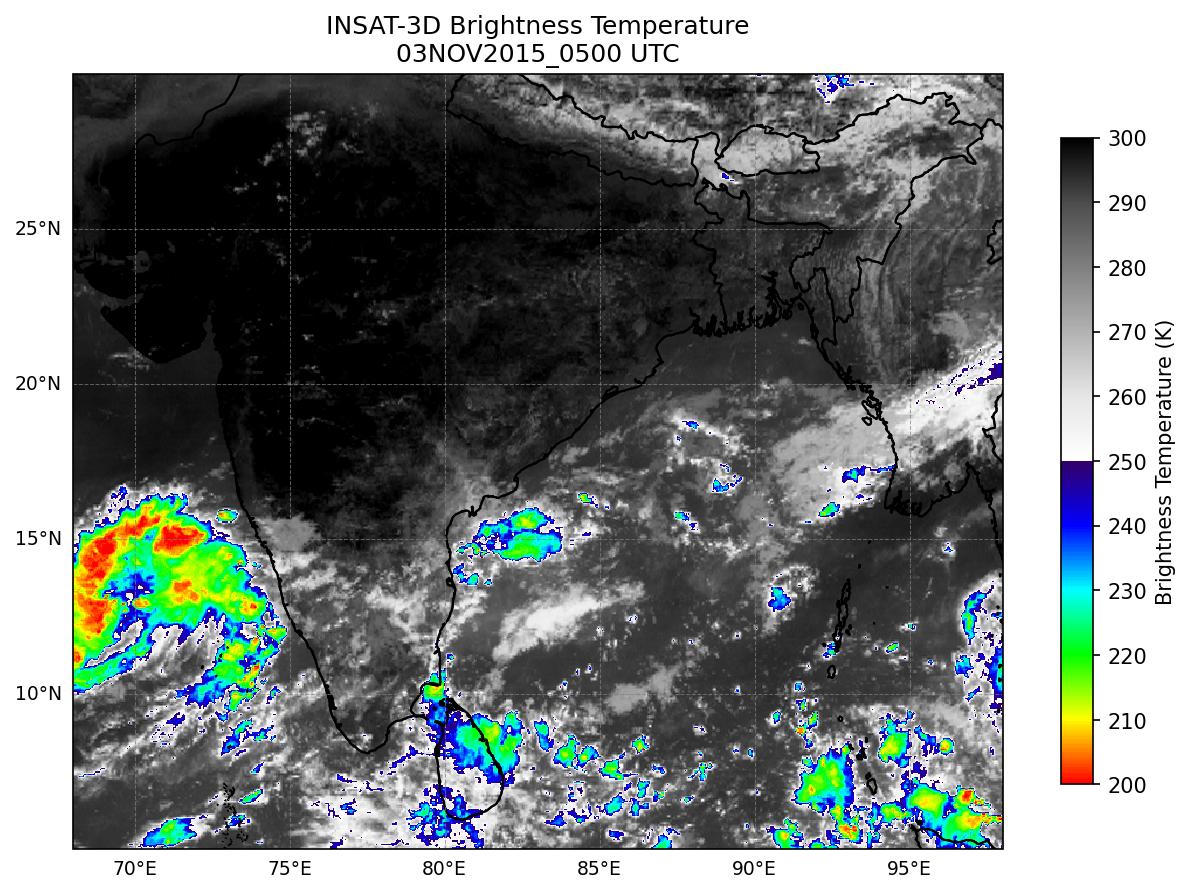 INSAT-3D Brightness Temperature
03NOV2015_0500 UTC
25°N
20°N
15°N
10°N
70°E
75°E
80°E
85°E
90°E
95°E
300
290
280
270
260
250
240
230
220
210
200
Brightness Temperature (K)